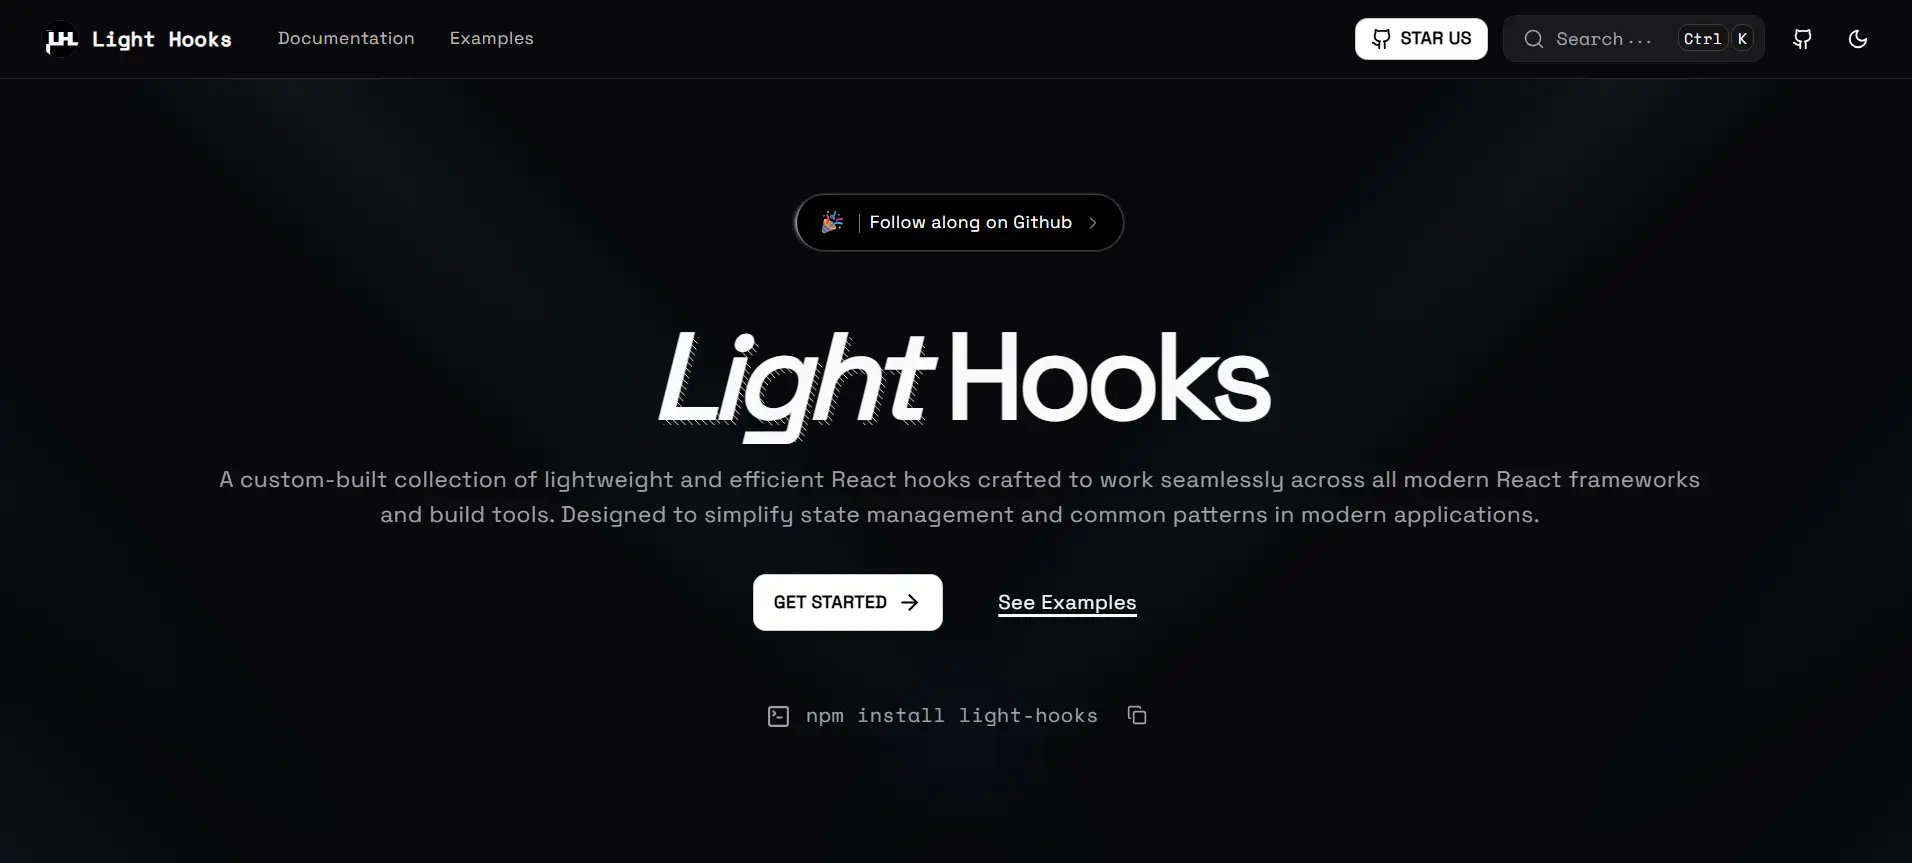 LHL Light Hooks Documentation Examples STAR US Search... Ctrl K
Follow along on Github
Light Hooks
A custom-built collection of lightweight and efficient React hooks crafted to work seamlessly across all modern React frameworks
and build tools. Designed to simplify state management and common patterns in modern applications.
GET STARTED See Examples
npm install light-hooks